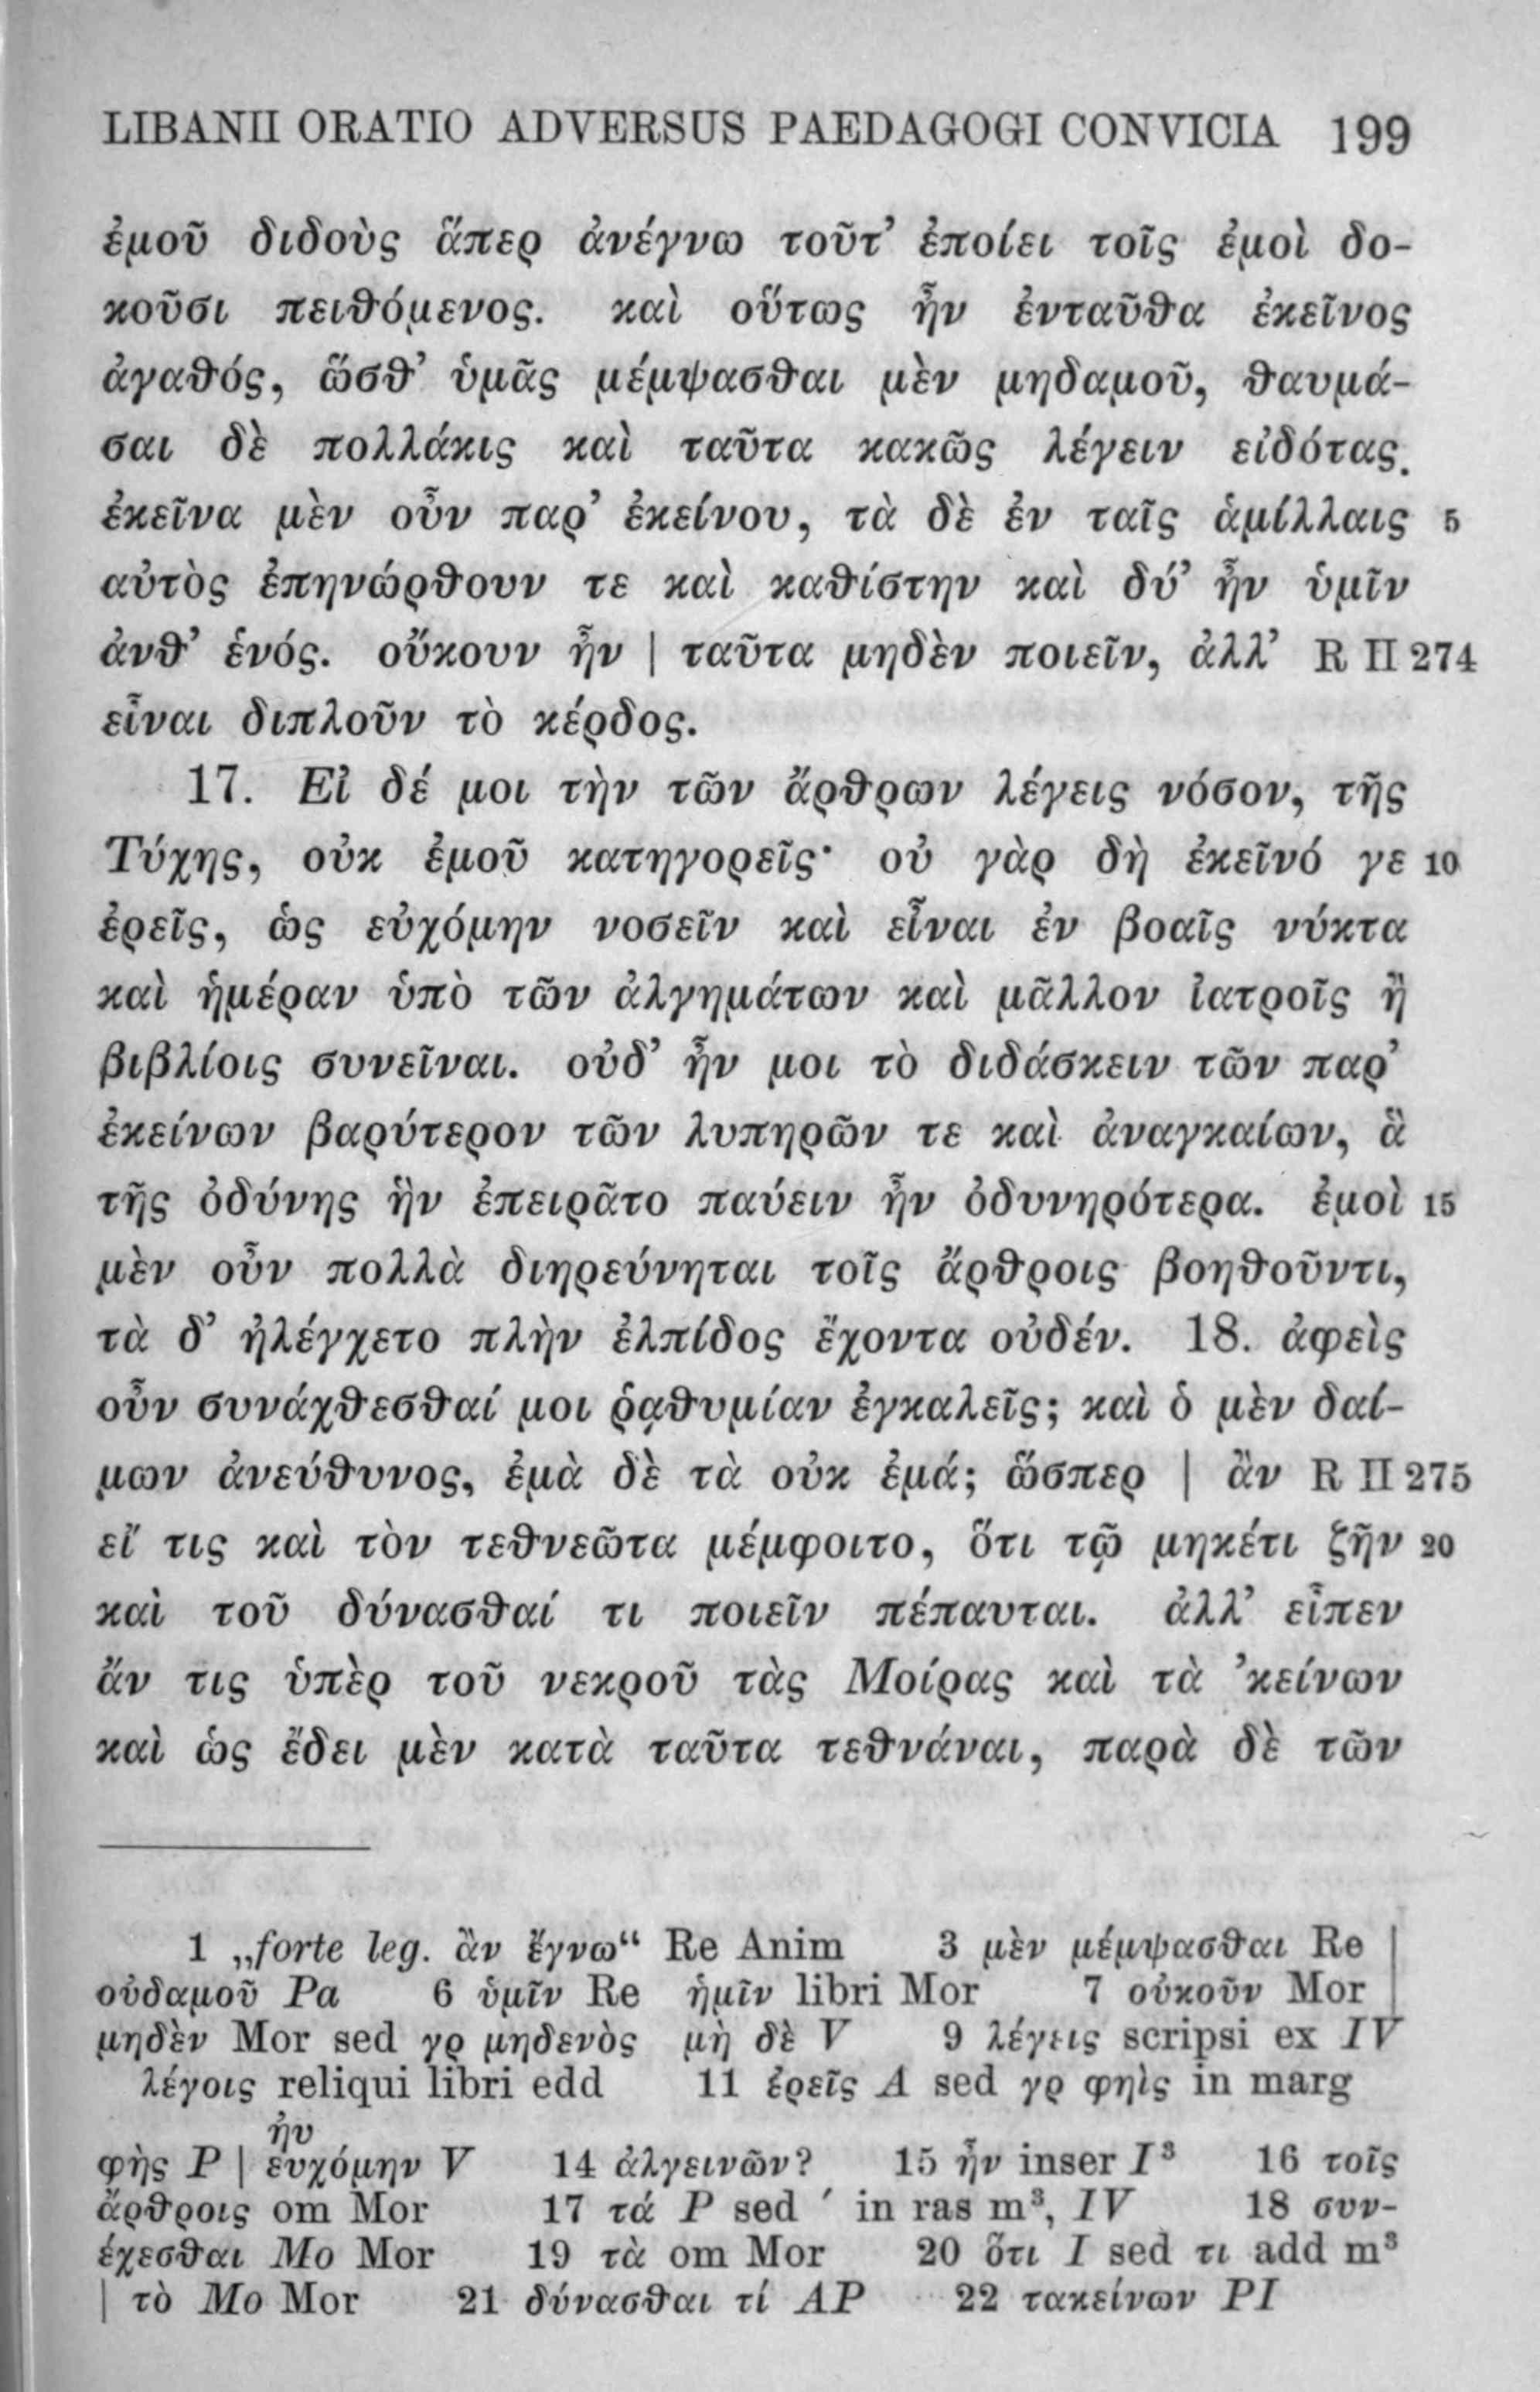 LIBANII ORATIO ADVERSUS PAEDAGOGI CONVICIA 199
ἐμοῦ διδοὺς ἅπερ ἀνέγνω τοῦτ’ ἐποίει τοῖς ἐμοὶ δο-
κοῦσι πειθόμενος. καὶ οὕτως ἦν ἐνταῦθα ἐκεῖνος
ἀγαθός, ὥσθ’ ὑμᾶς μέμψασθαι μὲν μηδαμοῦ, θαυμά-
σαι δὲ πολλάκις καὶ ταῦτα κακῶς λέγειν εἰδότας.
ἐκεῖνα μὲν οὖν παρ’ ἐκείνου, τὰ δὲ ἐν ταῖς ἁμίλλαις 5
αὐτὸς ἐπηνώρθουν τε καὶ καθίστην καὶ δύ’ ἦν ὑμῖν
ἀνθ’ ἑνός. οὔκουν ἦν | ταῦτα μηδὲν ποιεῖν, ἀλλ’ R II 274
εἶναι διπλοῦν τὸ κέρδος.
17. Εἰ δέ μοι τὴν τῶν ἄρθρων λέγεις νόσον, τῆς
Τύχης, οὐκ ἐμοῦ κατηγορεῖς· οὐ γὰρ δὴ ἐκεῖνό γε 10
ἐρεῖς, ὡς εὐχόμην νοσεῖν καὶ εἶναι ἐν βοαῖς νύκτα
καὶ ἡμέραν ὑπὸ τῶν ἀλγημάτων καὶ μᾶλλον ἰατροῖς ἢ
βιβλίοις συνεῖναι. οὐδ’ ἦν μοι τὸ διδάσκειν τῶν παρ’
ἐκείνων βαρύτερον τῶν λυπηρῶν τε καὶ ἀναγκαίων, ἃ
τῆς ὀδύνης ἣν ἐπειρᾶτο παύειν ἦν ὀδυνηρότερα. ἐμοὶ 15
μὲν οὖν πολλὰ διηρεύνηται τοῖς ἄρθροις βοηθοῦντι,
τὰ δ’ ἠλέγχετο πλὴν ἐλπίδος ἔχοντα οὐδέν. 18. ἀφεὶς
οὖν συνάχθεσθαί μοι ῥᾳθυμίαν ἐγκαλεῖς; καὶ ὁ μὲν δαί-
μων ἀνεύθυνος, ἐμὰ δὲ τὰ οὐκ ἐμά; ὥσπερ | ἂν R II 275
εἴ τις καὶ τὸν τεθνεῶτα μέμφοιτο, ὅτι τῷ μηκέτι ζῆν 20
καὶ τοῦ δύνασθαί τι ποιεῖν πέπαυται. ἀλλ’ εἶπεν
ἄν τις ὑπὲρ τοῦ νεκροῦ τὰς Μοίρας καὶ τὰ ’κείνων
καὶ ὡς ἔδει μὲν κατὰ ταῦτα τεθνάναι, παρὰ δὲ τῶν
1 „forte leg. ἂν ἔγνω“ Re Anim 3 μὲν μέμψασθαι Re |
οὐδαμοῦ Pa 6 ὑμῖν Re ἡμῖν libri Mor 7 οὐκοῦν Mor |
μηδὲν Mor sed γρ μηδενὸς μὴ δὲ V 9 λέγεις scripsi ex IV
λέγοις reliqui libri edd 11 ἐρεῖς A sed γρ φηὶς in marg
ἠυ
φὴς P | εὐχόμην V 14 ἀλγεινῶν? 15 ἦν inser I³ 16 τοῖς
ἄρθροις om Mor 17 τά P sed ´ in ras m³, IV 18 συν-
έχεσθαι Mo Mor 19 τὰ om Mor 20 ὅτι I sed τι add m³
| τὸ Mo Mor 21 δύνασθαι τί AP 22 τακείνων PI